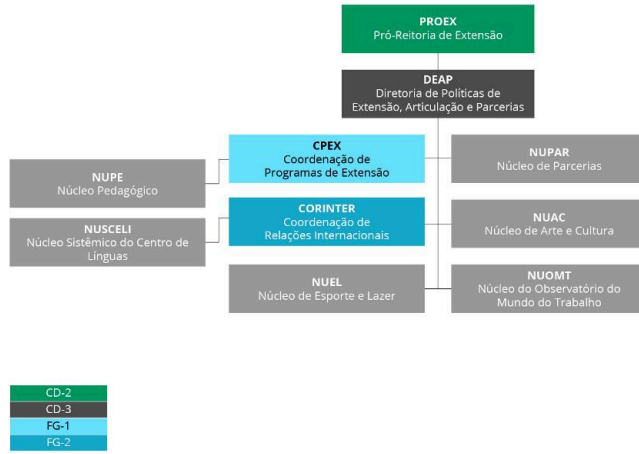 PROEX
Pró-Reitoria de Extensão
DEAP
Diretoria de Políticas de
Extensão, Articulação e Parcerias
CPEX
Coordenação de
Programas de Extensão
NUPAR
Núcleo de Parcerias
NUPE
Núcleo Pedagógico
CORINTER
Coordenação de
Relações Internacionais
NUAC
Núcleo de Arte e Cultura
NUSCELI
Núcleo Sistêmico do Centro de
Línguas
NUEL
Núcleo de Esporte e Lazer
NUOMT
Núcleo do Observatório do
Mundo do Trabalho
CD-2
CD-3
FG-1
FG-2